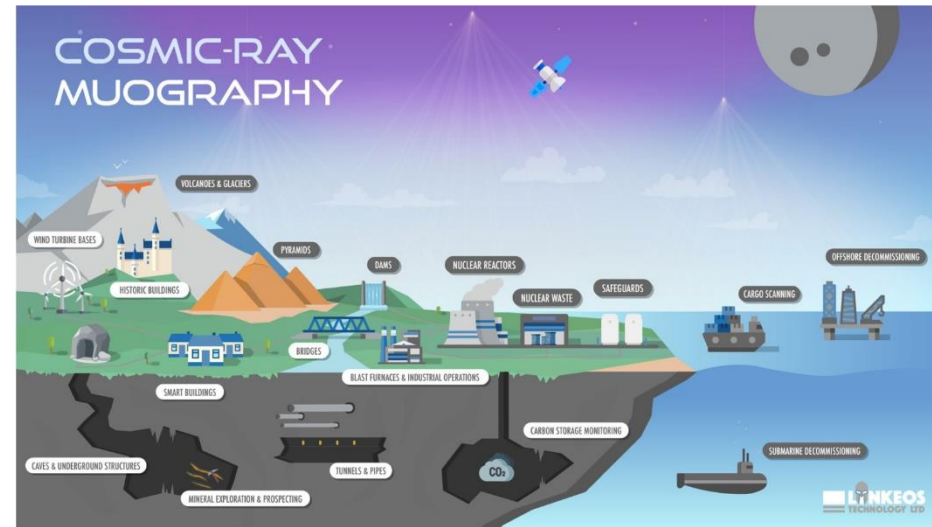 COSMIC-RAY
MUOGRAPHY
VOLCANOES & GLACIERS
WIND TURBINE BASES
PYRAMIDS
DAMS
NUCLEAR REACTORS
OFFSHORE DECOMMISSIONING
HISTORIC BUILDINGS
NUCLEAR WASTE
SAFEGUARDS
CARGO SCANNING
BRIDGES
BLAST FURNACES & INDUSTRIAL OPERATIONS
SMART BUILDINGS
CARBON STORAGE MONITORING
CAVES & UNDERGROUND STRUCTURES
TUNNELS & PIPES
CO₂
SUBMARINE DECOMMISSIONING
MINERAL EXPLORATION & PROSPECTING
LYNKEOS
TECHNOLOGY LTD